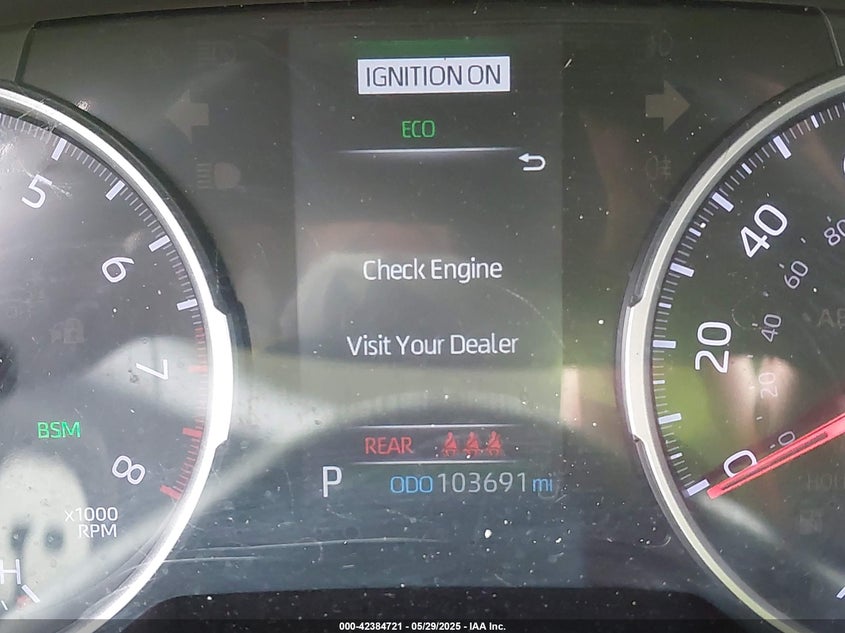 IGNITION ON
ECO
Check Engine
Visit Your Dealer
REAR
P ODO 103691 mi
5
6
7
8
x1000
RPM
BSM
H
40
20
0
80
60
40
20
0
000-42384721 - 05/29/2025 - IAA Inc.